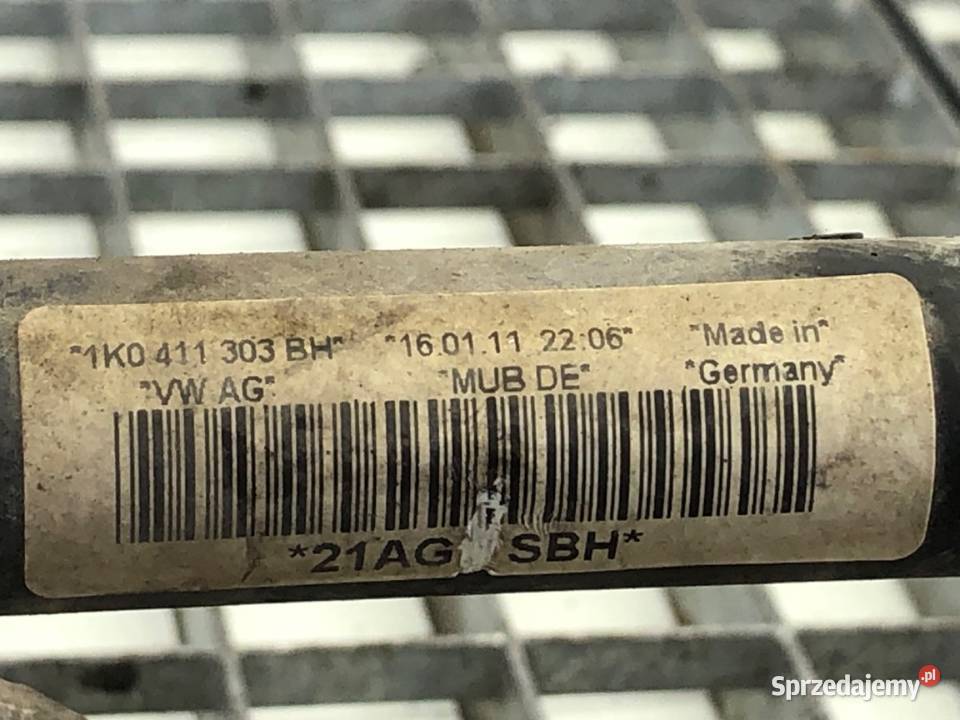 *1K0 411 303 BH* *16.01.11 22:06* *Made in*
*VW AG* *MUB DE* *Germany*
*21AG SBH*
Sprzedajemy.pl